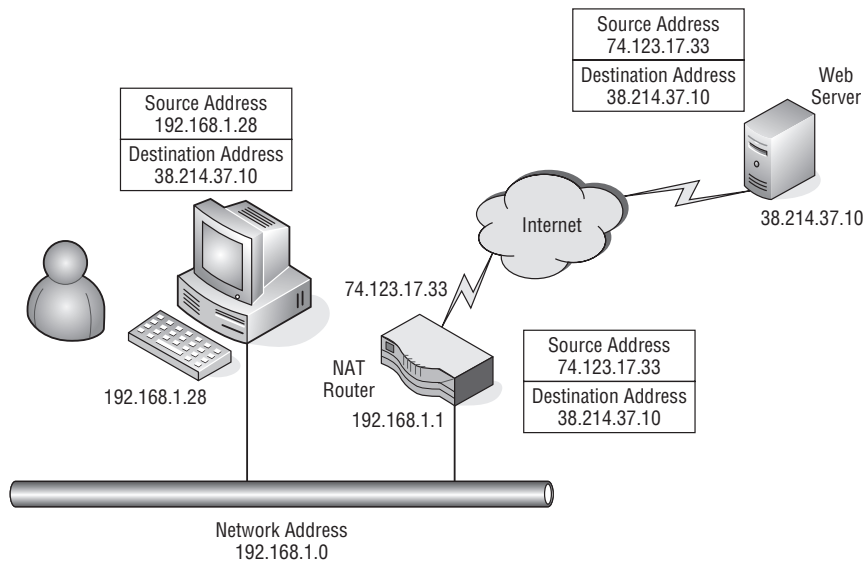 Source Address
74.123.17.33
Destination Address
38.214.37.10
Web
Server
38.214.37.10
Source Address
192.168.1.28
Destination Address
38.214.37.10
Internet
74.123.17.33
NAT
Router
192.168.1.1
Source Address
74.123.17.33
Destination Address
38.214.37.10
192.168.1.28
Network Address
192.168.1.0